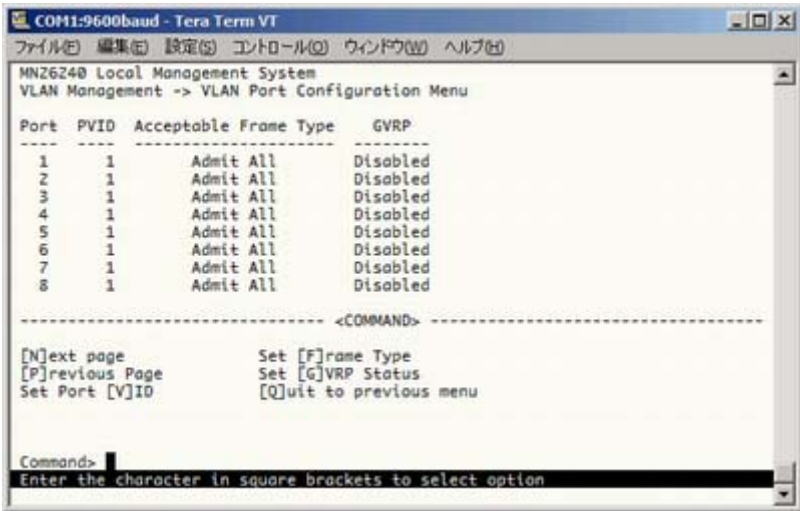 COM1:9600baud - Tera Term VT
ファイル(F) 編集(E) 設定(S) コントロール(O) ウィンドウ(W) ヘルプ(H)
MN26240 Local Management System
VLAN Management -> VLAN Port Configuration Menu
Port PVID Acceptable Frame Type GVRP
---- ---- --------------------- --------
1 1 Admit All Disabled
2 1 Admit All Disabled
3 1 Admit All Disabled
4 1 Admit All Disabled
5 1 Admit All Disabled
6 1 Admit All Disabled
7 1 Admit All Disabled
8 1 Admit All Disabled
-------------------------------- <COMMAND> -----------------------------------
[N]ext page Set [F]rame Type
[P]revious Page Set [G]VRP Status
Set Port [V]ID [Q]uit to previous menu
Command>
Enter the character in square brackets to select option